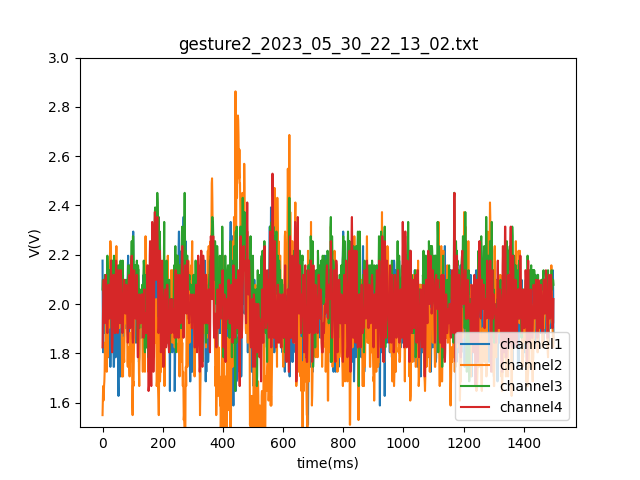 gesture2_2023_05_30_22_13_02.txt
3.0
2.8
2.6
2.4
2.2
2.0
1.8
1.6
V(V)
channel1
channel2
channel3
channel4
0 200 400 600 800 1000 1200 1400
time(ms)